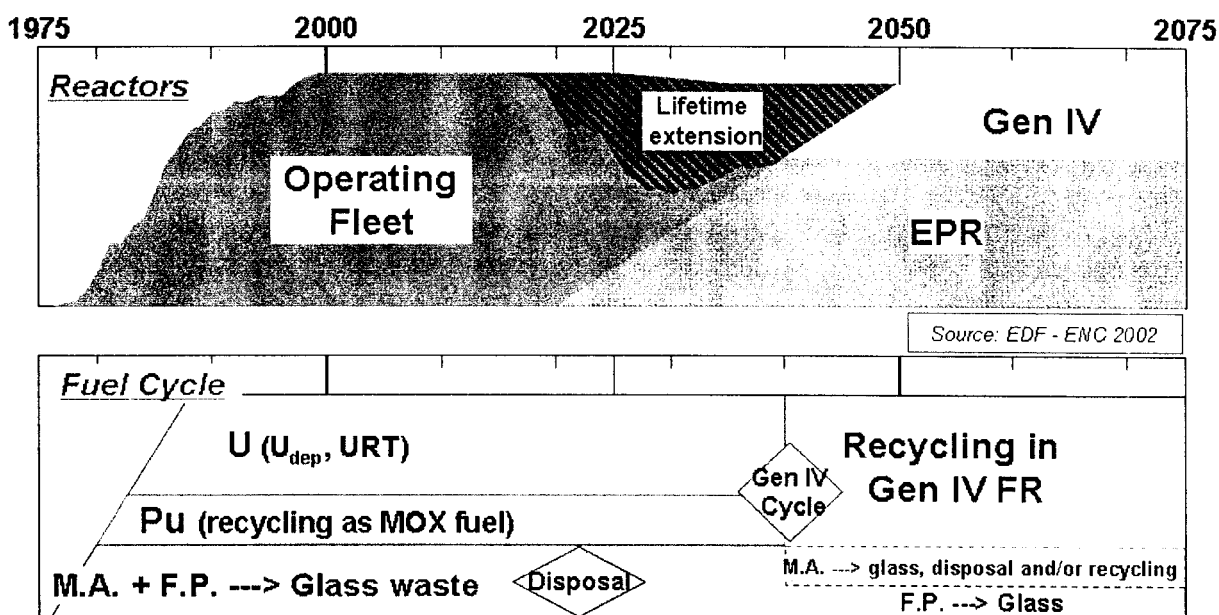 1975 2000 2025 2050 2075
Reactors
Lifetime
extension
Gen IV
Operating
Fleet
EPR
Source: EDF - ENC 2002
Fuel Cycle
U (Udep, URT)
Recycling in
Gen IV FR
Gen IV
Cycle
Pu (recycling as MOX fuel)
M.A. + F.P. ---> Glass waste
Disposal
M.A. ---> glass, disposal and/or recycling
F.P. ---> Glass